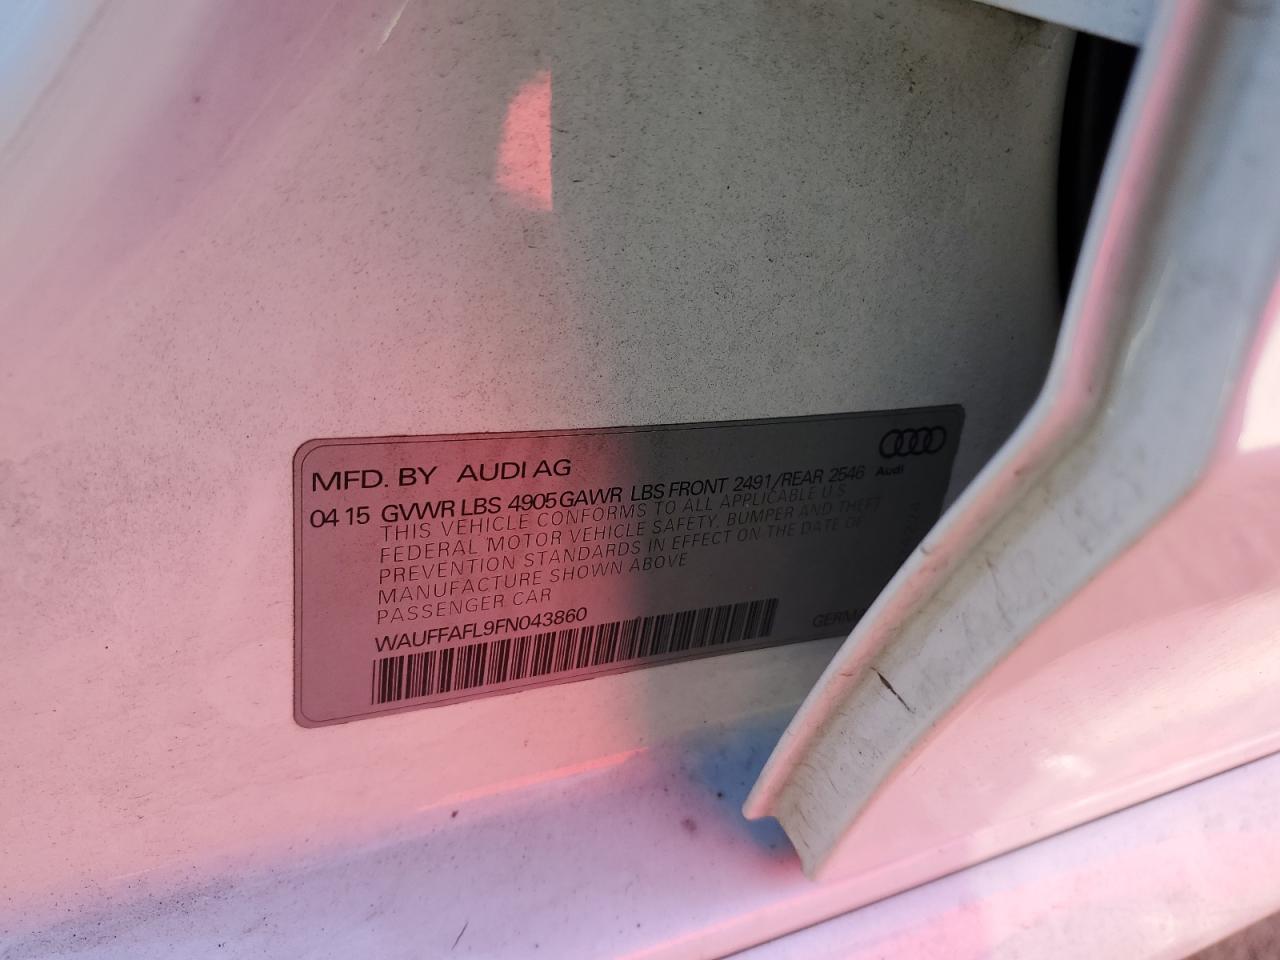 MFD. BY AUDI AG
04 15 GVWR LBS 4905 GAWR LBS FRONT 2491/REAR 2546
Audi
THIS VEHICLE CONFORMS TO ALL APPLICABLE U S
FEDERAL MOTOR VEHICLE SAFETY, BUMPER AND THEFT
PREVENTION STANDARDS IN EFFECT ON THE DATE OF
MANUFACTURE SHOWN ABOVE
PASSENGER CAR
WAUFFAFL9FN043860
GERMA